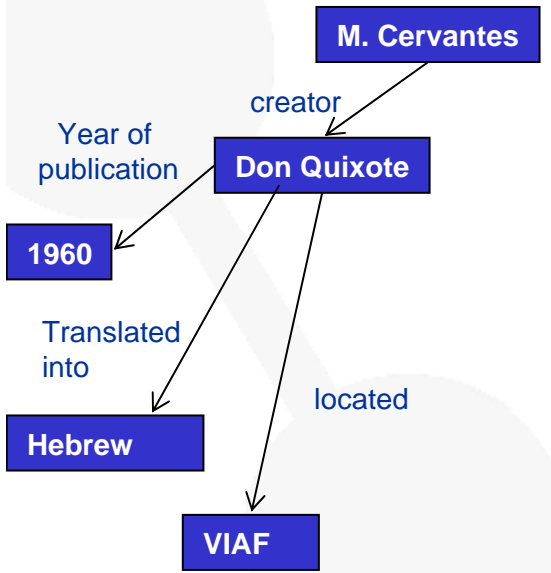 M. Cervantes
creator
Year of
publication
Don Quixote
1960
Translated
into
located
Hebrew
VIAF